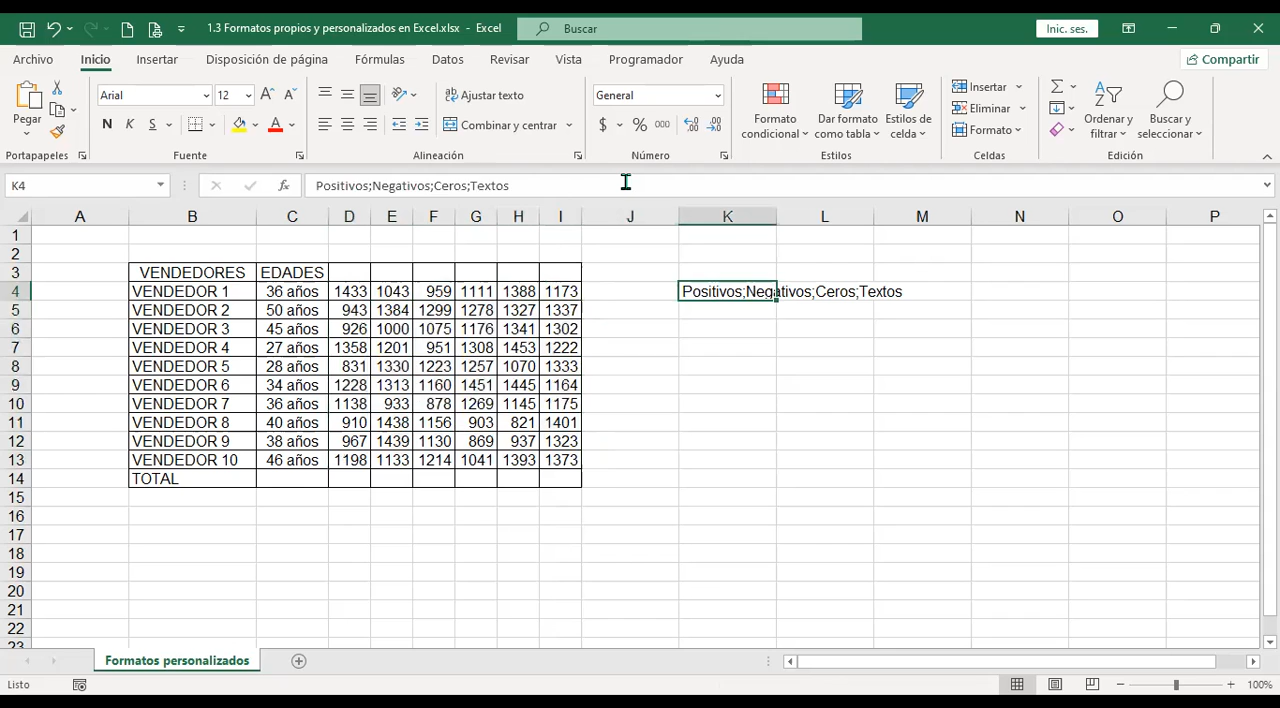 1.3 Formatos propios y personalizados en Excel.xlsx - Excel
Buscar
Inic. ses.
Archivo Inicio Insertar Disposición de página Fórmulas Datos Revisar Vista Programador Ayuda
Compartir
Pegar
Arial 12
N K S
Ajustar texto
Combinar y centrar
General
$ % 000
Formato condicional
Dar formato como tabla
Estilos de celda
Insertar
Eliminar
Formato
Ordenar y filtrar
Buscar y seleccionar
Portapapeles Fuente Alineación Número Estilos Celdas Edición
K4 fx Positivos;Negativos;Ceros;Textos
A B C D E F G H I J K L M N O P
1
2
3 VENDEDORES EDADES
4 VENDEDOR 1 36 años 1433 1043 959 1111 1388 1173 Positivos;Negativos;Ceros;Textos
5 VENDEDOR 2 50 años 943 1384 1299 1278 1327 1337
6 VENDEDOR 3 45 años 926 1000 1075 1176 1341 1302
7 VENDEDOR 4 27 años 1358 1201 951 1308 1453 1222
8 VENDEDOR 5 28 años 831 1330 1223 1257 1070 1333
9 VENDEDOR 6 34 años 1228 1313 1160 1451 1445 1164
10 VENDEDOR 7 36 años 1138 933 878 1269 1145 1175
11 VENDEDOR 8 40 años 910 1438 1156 903 821 1401
12 VENDEDOR 9 38 años 967 1439 1130 869 937 1323
13 VENDEDOR 10 46 años 1198 1133 1214 1041 1393 1373
14 TOTAL
15
16
17
18
19
20
21
22
23
Formatos personalizados
Listo
100%